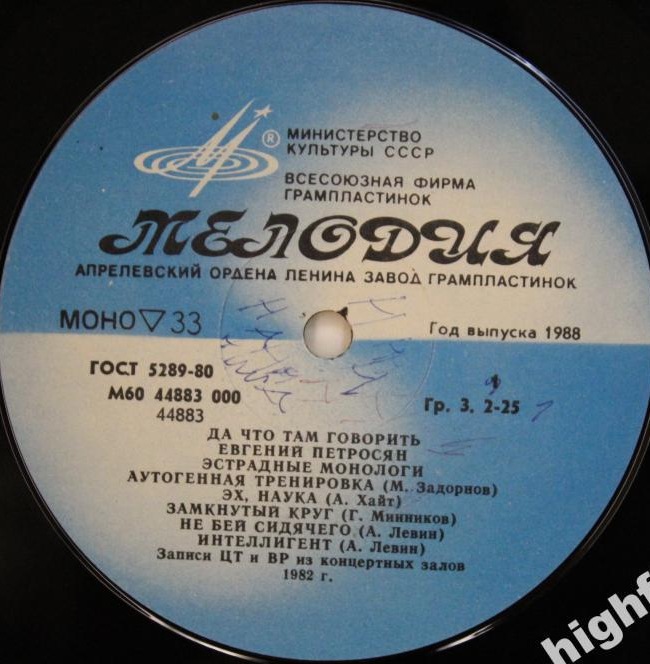 ®
МИНИСТЕРСТВО
КУЛЬТУРЫ СССР
ВСЕСОЮЗНАЯ ФИРМА
ГРАМПЛАСТИНОК
МЕЛОДИЯ
АПРЕЛЕВСКИЙ ОРДЕНА ЛЕНИНА ЗАВОД ГРАМПЛАСТИНОК
МОНО ▽ 33
Год выпуска 1988
ГОСТ 5289-80
М60 44883 000
44883
Гр. 3. 2-25
ДА ЧТО ТАМ ГОВОРИТЬ
ЕВГЕНИЙ ПЕТРОСЯН
ЭСТРАДНЫЕ МОНОЛОГИ
АУТОГЕННАЯ ТРЕНИРОВКА (М. Задорнов)
ЭХ, НАУКА (А. Хайт)
ЗАМКНУТЫЙ КРУГ (Г. Минников)
НЕ БЕЙ СИДЯЧЕГО (А. Левин)
ИНТЕЛЛИГЕНТ (А. Левин)
Записи ЦТ и ВР из концертных залов
1982 г.